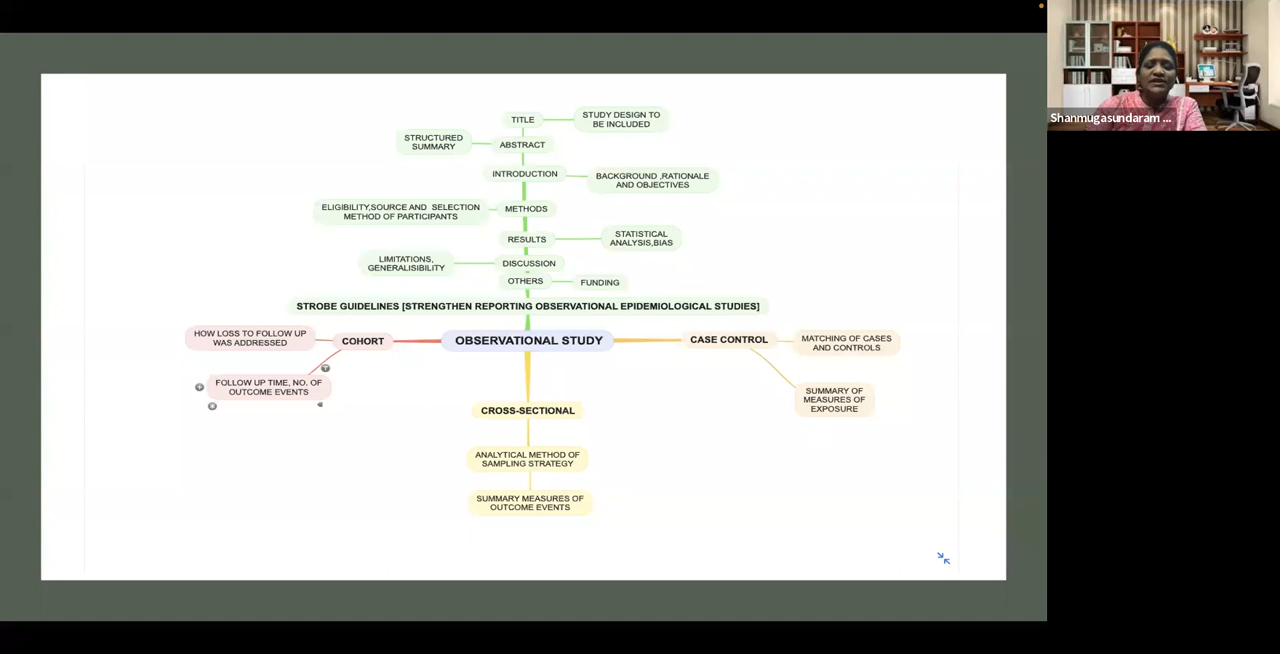 TITLE
STUDY DESIGN TO
BE INCLUDED
STRUCTURED
SUMMARY
ABSTRACT
INTRODUCTION
BACKGROUND ,RATIONALE
AND OBJECTIVES
ELIGIBILITY,SOURCE AND SELECTION
METHOD OF PARTICIPANTS
METHODS
RESULTS
STATISTICAL
ANALYSIS,BIAS
LIMITATIONS,
GENERALISIBILITY
DISCUSSION
OTHERS
FUNDING
STROBE GUIDELINES [STRENGTHEN REPORTING OBSERVATIONAL EPIDEMIOLOGICAL STUDIES]
HOW LOSS TO FOLLOW UP
WAS ADDRESSED
COHORT
OBSERVATIONAL STUDY
CASE CONTROL
MATCHING OF CASES
AND CONTROLS
FOLLOW UP TIME, NO. OF
OUTCOME EVENTS
SUMMARY OF
MEASURES OF
EXPOSURE
CROSS-SECTIONAL
ANALYTICAL METHOD OF
SAMPLING STRATEGY
SUMMARY MEASURES OF
OUTCOME EVENTS
Shanmugasundaram ...